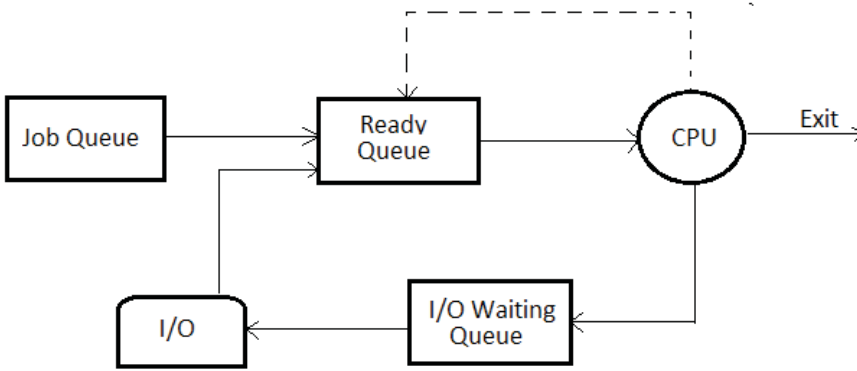 Job Queue
Ready
Queue
CPU
Exit
I/O
I/O Waiting
Queue